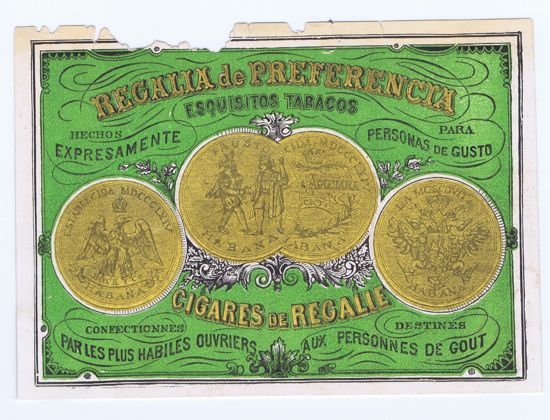 REGALIA de PREFERENCIA
ESQUISITOS TABACOS
HECHOS
EXPRESAMENTE
PARA
PERSONAS DE GUSTO
HABANA
HABANA
HABANA
HABANA
CIGARES DE REGALIE
CONFECTIONNES
PAR LES PLUS HABILES OUVRIERS
DESTINES
AUX PERSONNES DE GOUT